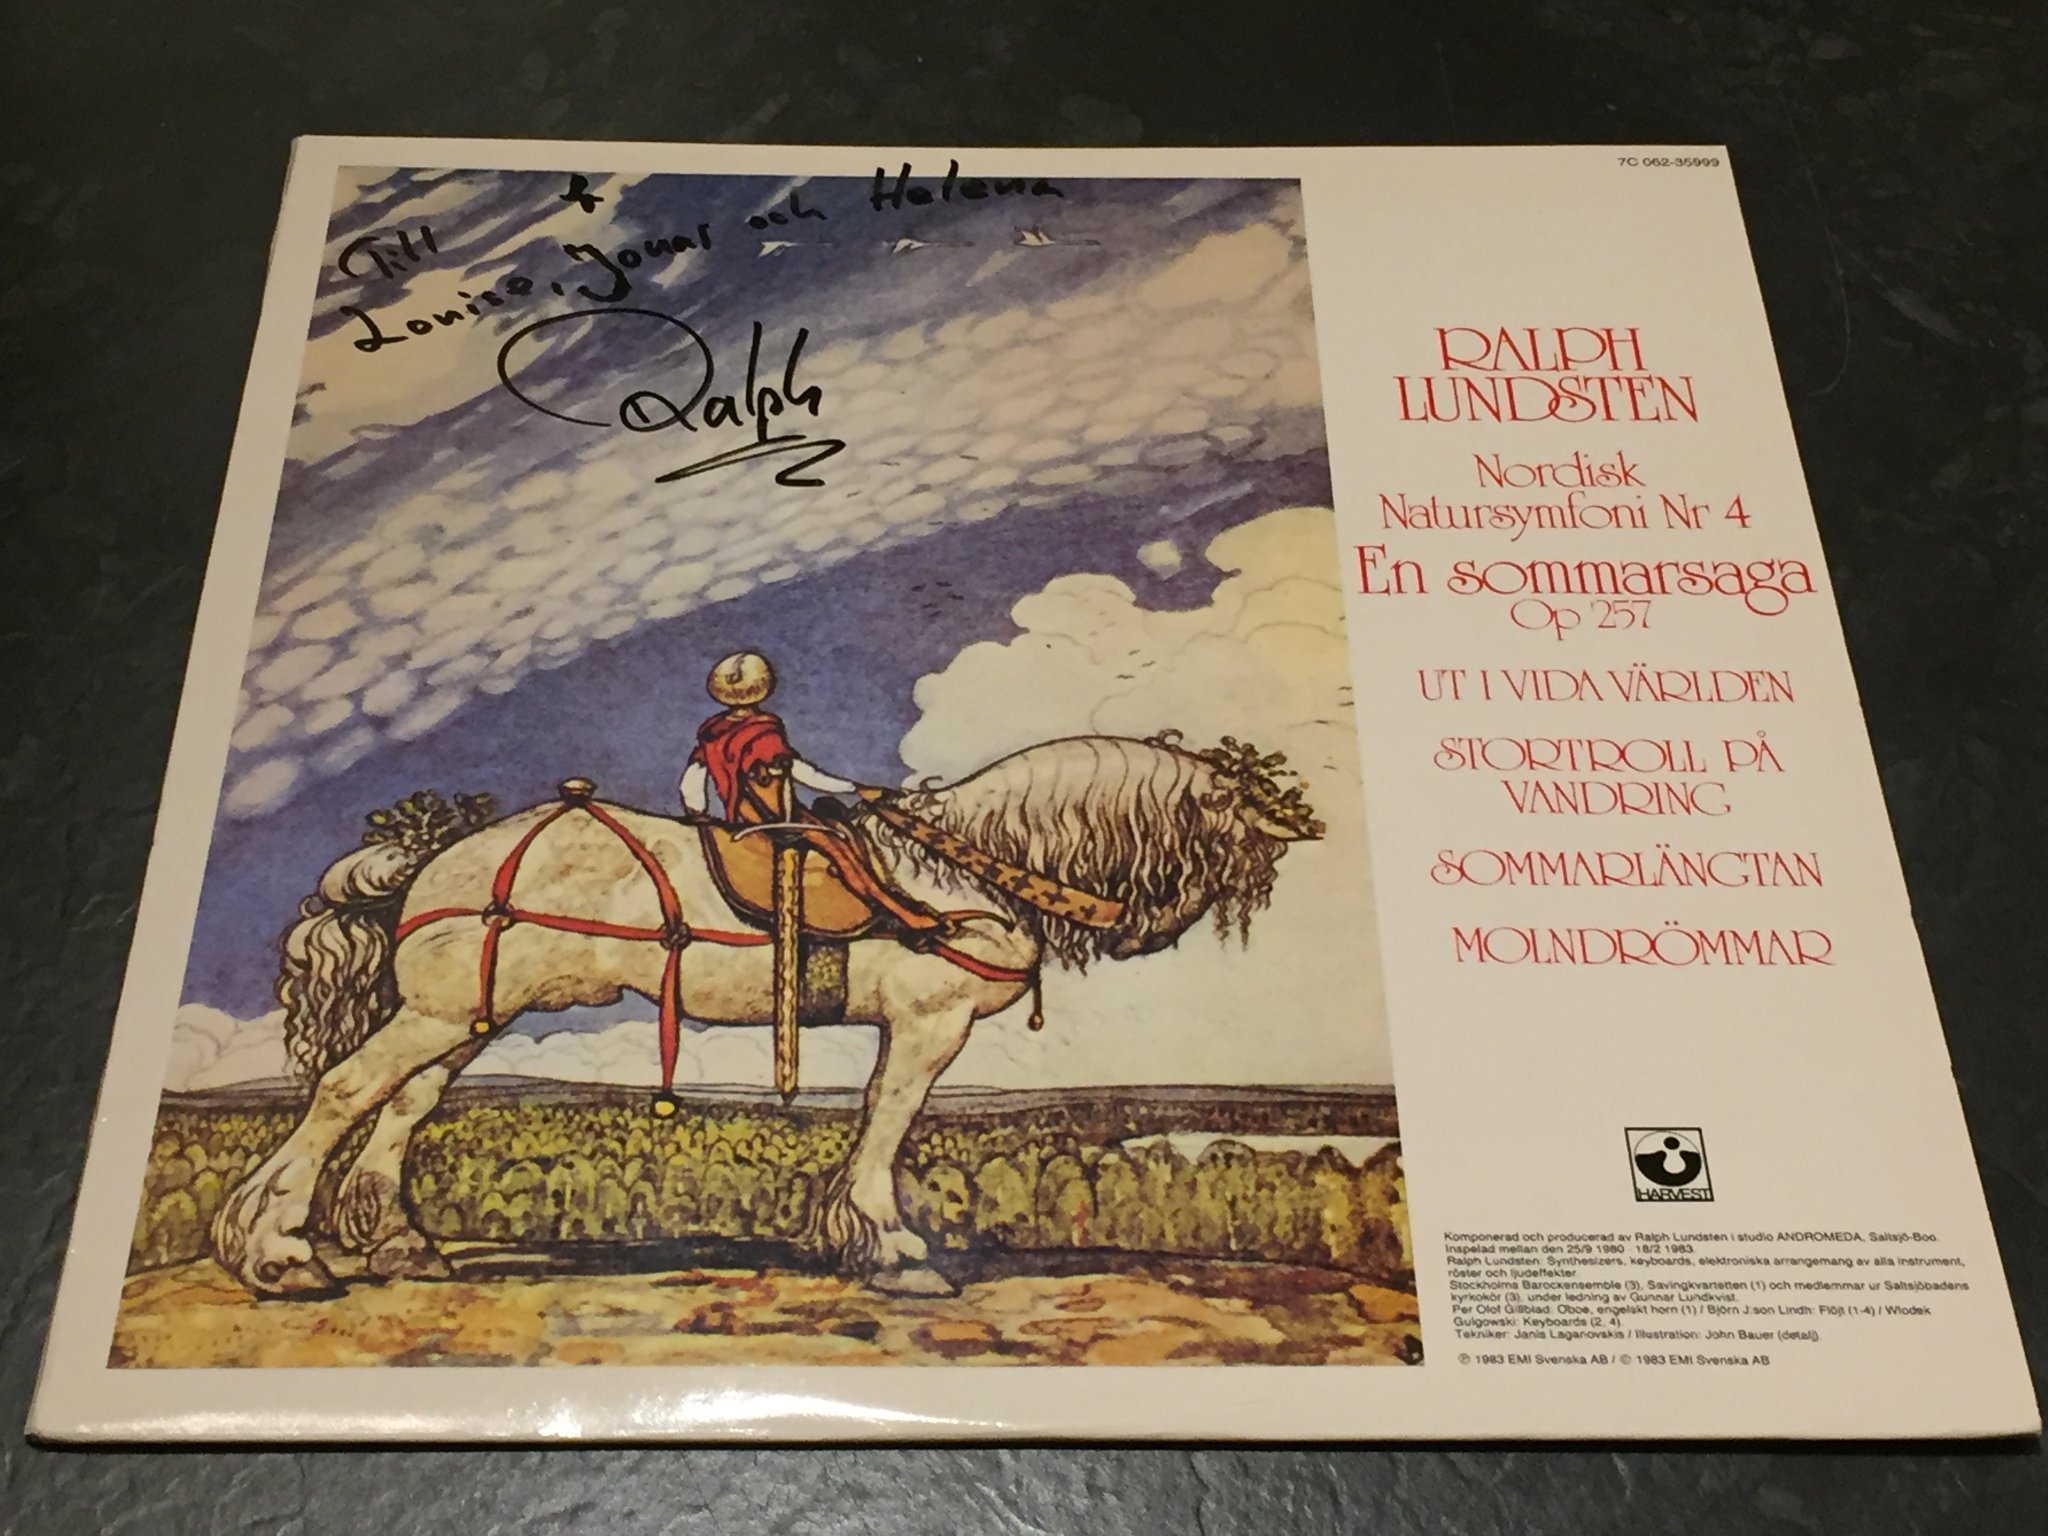 7C 062-35999
Till
Louise, Jonas och Helena
Ralph
RALPH
LUNDSTEN
Nordisk
Natursymfoni Nr 4
En sommarsaga
Op 257
UT I VIDA VÄRLDEN
STORTROLL PÅ
VANDRING
SOMMARLÄNGTAN
MOLNDRÖMMAR
HARVEST
Komponerad och producerad av Ralph Lundsten i studio ANDROMEDA, Saltsjö-Boo.
Inspelad mellan den 25/9 1980 - 18/2 1983.
Ralph Lundsten: Synthesizers, keyboards, elektroniska arrangemang av alla instrument,
röster och ljudeffekter.
Stockholms Barockensemble (3), Savingkvartetten (1) och medlemmar ur Saltsjöbadens
kyrkokör (3), under ledning av Gunnar Lundkvist.
Per Olof Gillblad: Oboe, engelskt horn (1) / Björn J:son Lindh: Flöjt (1-4) / Wlodek
Gulgowski: Keyboards (2, 4).
Tekniker: Janis Laganovskis / Illustration: John Bauer (detalj).
℗ 1983 EMI Svenska AB / © 1983 EMI Svenska AB